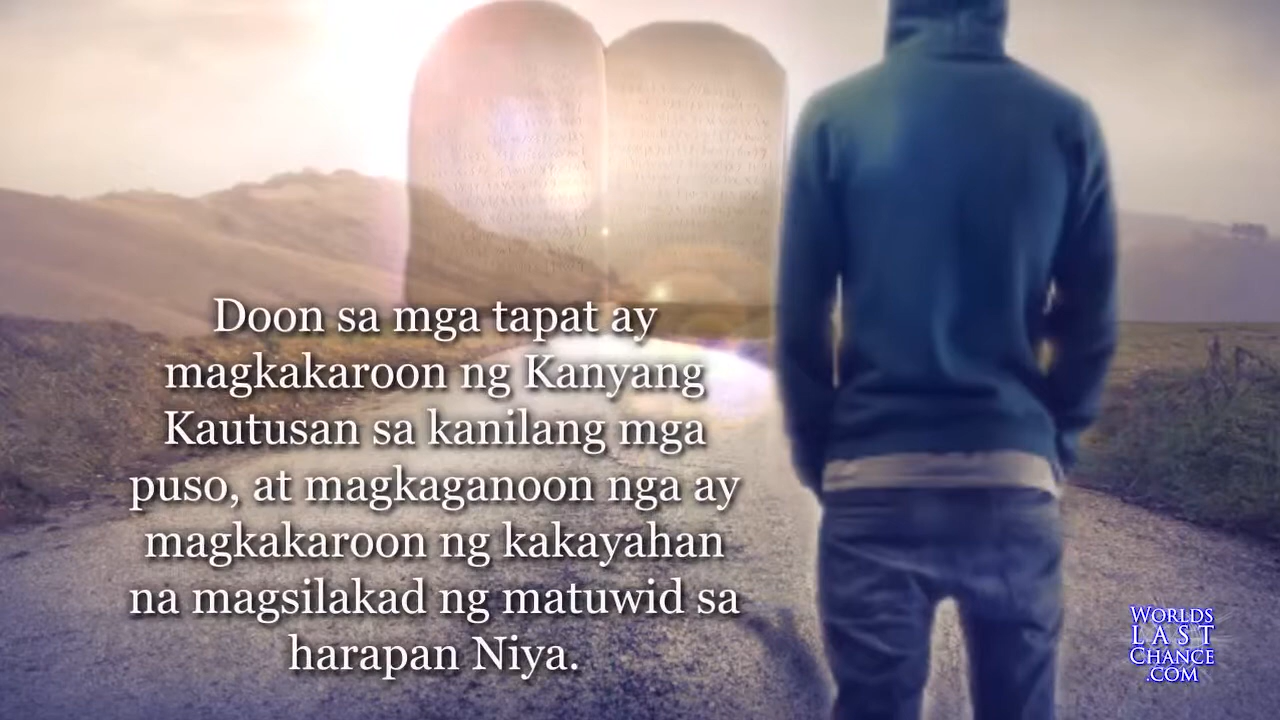 Doon sa mga tapat ay
magkakaroon ng Kanyang
Kautusan sa kanilang mga
puso, at magkaganoon nga ay
magkakaroon ng kakayahan
na magsilakad ng matuwid sa
harapan Niya.
WORLDS
LAST
CHANCE
.COM